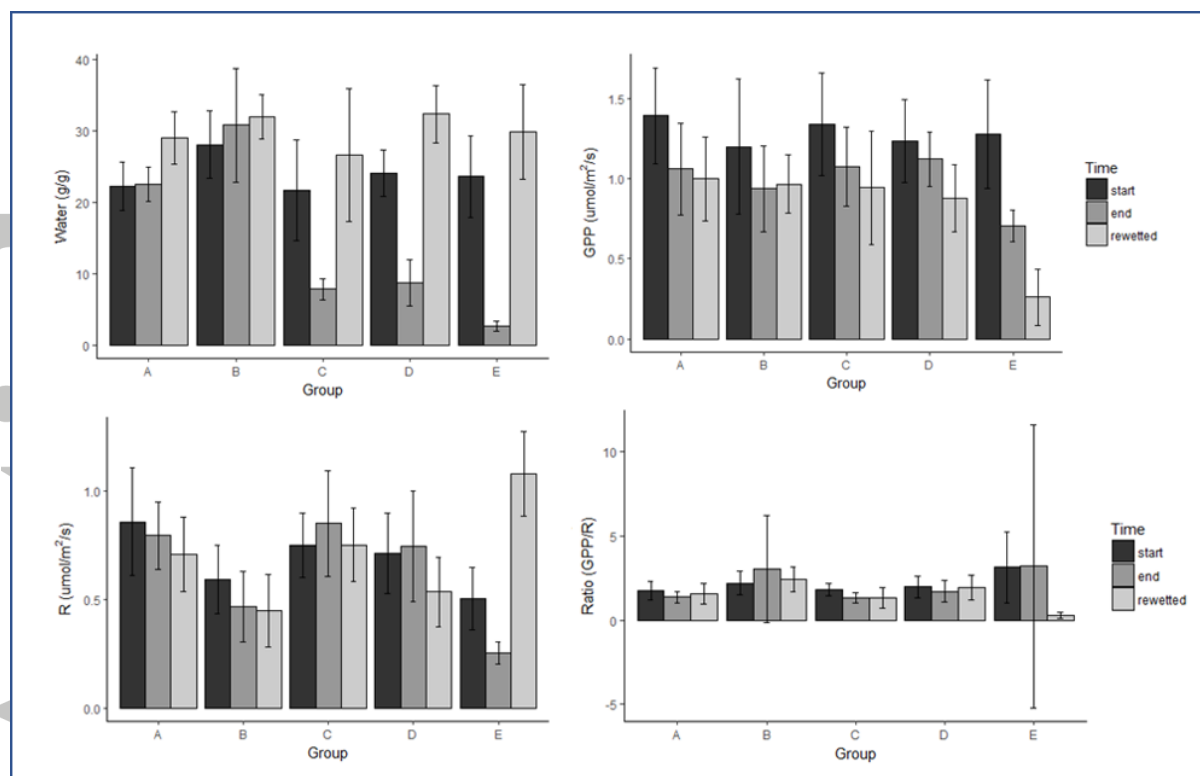 Water (g/g)
40
30
20
10
0
A B C D E
Group
GPP (umol/m²/s)
1.5
1.0
0.5
0.0
A B C D E
Group
Time
start
end
rewetted
R (umol/m²/s)
1.0
0.5
0.0
A B C D E
Group
Ratio (GPP/R)
10
5
0
-5
A B C D E
Group
Time
start
end
rewetted